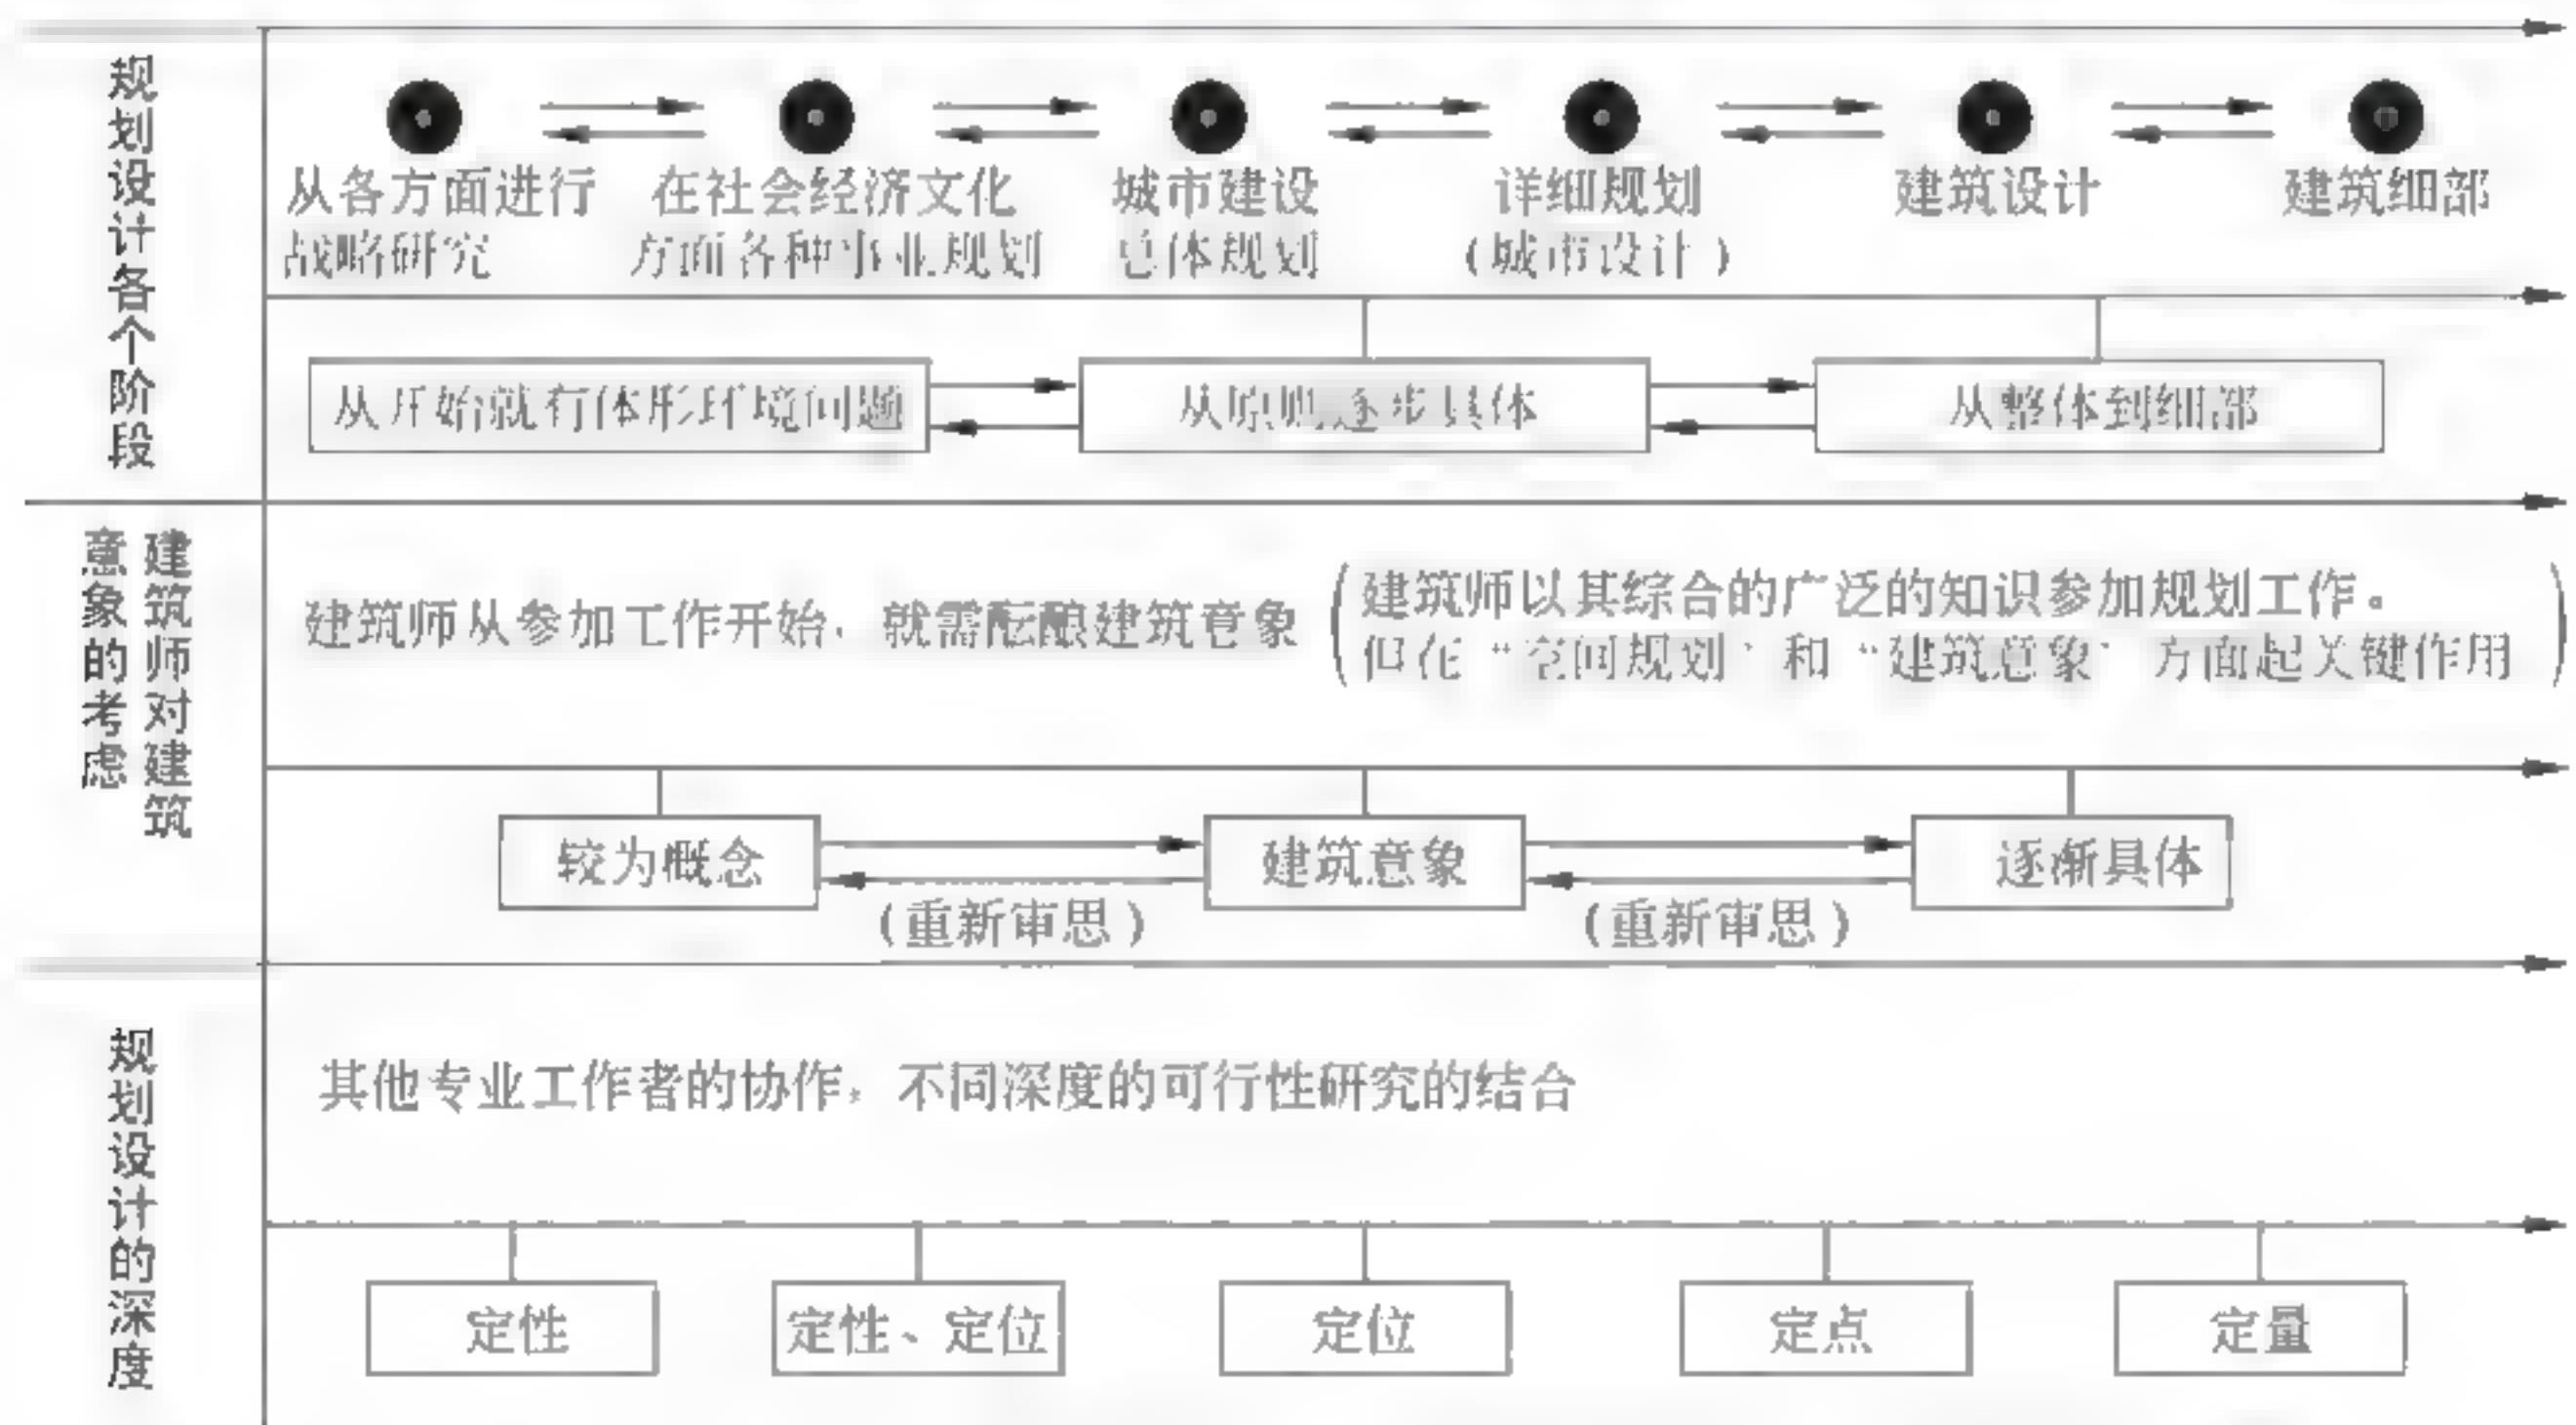 规划设计各个阶段
从各方面进行
战略研究
在社会经济文化
方面各种事业规划
城市建设
总体规划
详细规划
(城市设计)
建筑设计
建筑细部
从开始就有体形环境问题
从原则逐步具体
从整体到细部
建筑师对建筑
意象的考虑
建筑师从参加工作开始，就需酝酿建筑意象
建筑师以其综合的广泛的知识参加规划工作。
但在“空间规划”和“建筑意象”方面起关键作用
较为概念
建筑意象
逐渐具体
(重新审思)
(重新审思)
规划设计的深度
其他专业工作者的协作，不同深度的可行性研究的结合
定性
定性、定位
定位
定点
定量